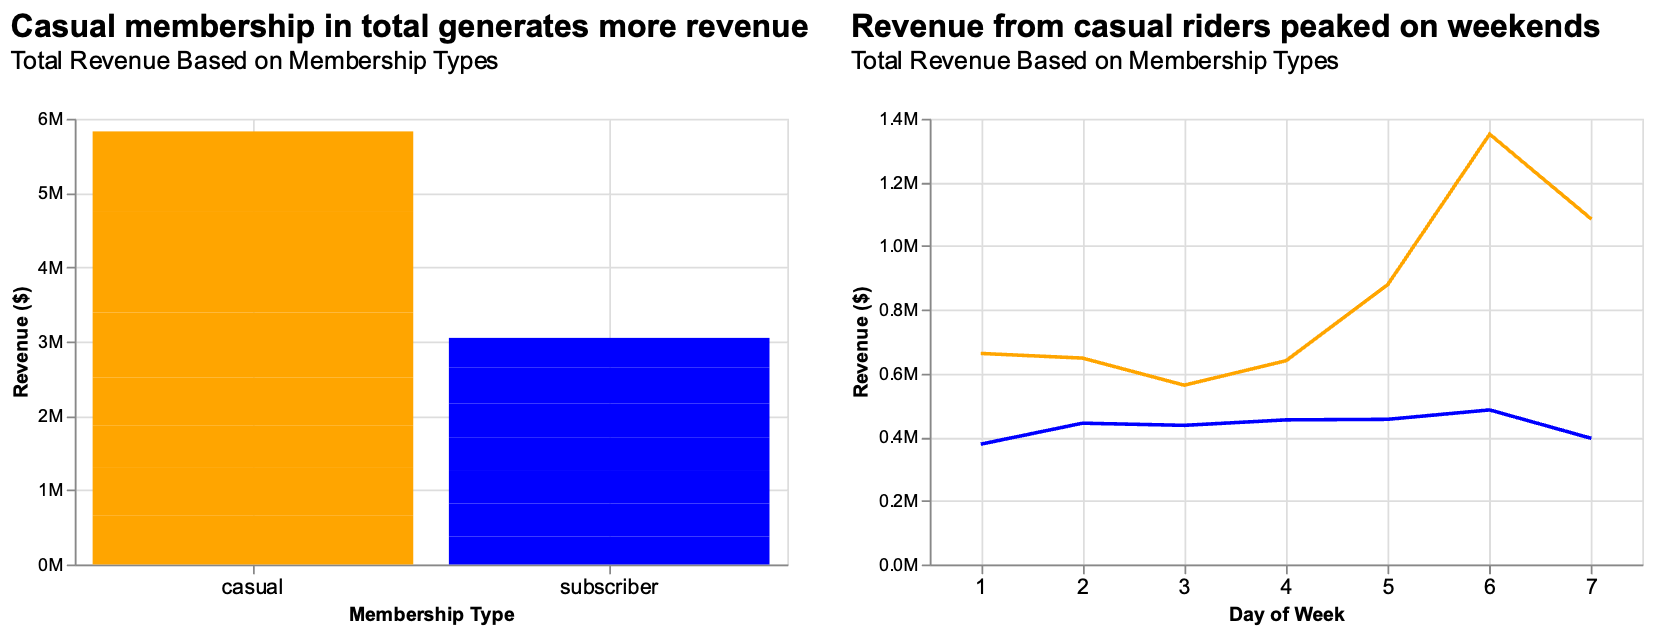 Casual membership in total generates more revenue
Total Revenue Based on Membership Types
6M
5M
4M
3M
2M
1M
0M
Revenue ($)
casual
subscriber
Membership Type
Revenue from casual riders peaked on weekends
Total Revenue Based on Membership Types
1.4M
1.2M
1.0M
0.8M
0.6M
0.4M
0.2M
0.0M
Revenue ($)
1
2
3
4
5
6
7
Day of Week